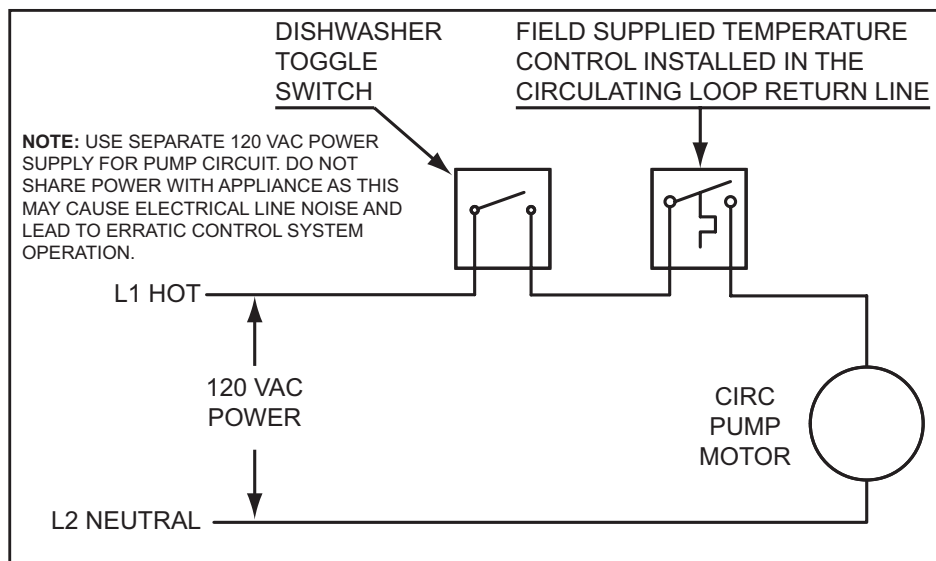 DISHWASHER
TOGGLE
SWITCH
FIELD SUPPLIED TEMPERATURE
CONTROL INSTALLED IN THE
CIRCULATING LOOP RETURN LINE
NOTE: USE SEPARATE 120 VAC POWER
SUPPLY FOR PUMP CIRCUIT. DO NOT
SHARE POWER WITH APPLIANCE AS THIS
MAY CAUSE ELECTRICAL LINE NOISE AND
LEAD TO ERRATIC CONTROL SYSTEM
OPERATION.
L1 HOT
120 VAC
POWER
CIRC
PUMP
MOTOR
L2 NEUTRAL